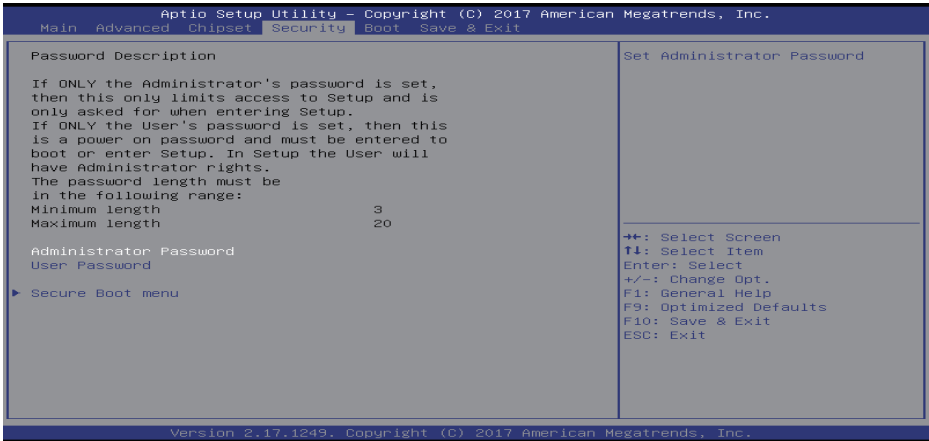 Aptio Setup Utility – Copyright (C) 2017 American Megatrends, Inc.
Main Advanced Chipset Security Boot Save & Exit
Password Description
If ONLY the Administrator's password is set,
then this only limits access to Setup and is
only asked for when entering Setup.
If ONLY the User's password is set, then this
is a power on password and must be entered to
boot or enter Setup. In Setup the User will
have Administrator rights.
The password length must be
in the following range:
Minimum length 3
Maximum length 20
Administrator Password
User Password
Secure Boot menu
Set Administrator Password
→←: Select Screen
↑↓: Select Item
Enter: Select
+/-: Change Opt.
F1: General Help
F9: Optimized Defaults
F10: Save & Exit
ESC: Exit
Version 2.17.1249. Copyright (C) 2017 American Megatrends, Inc.